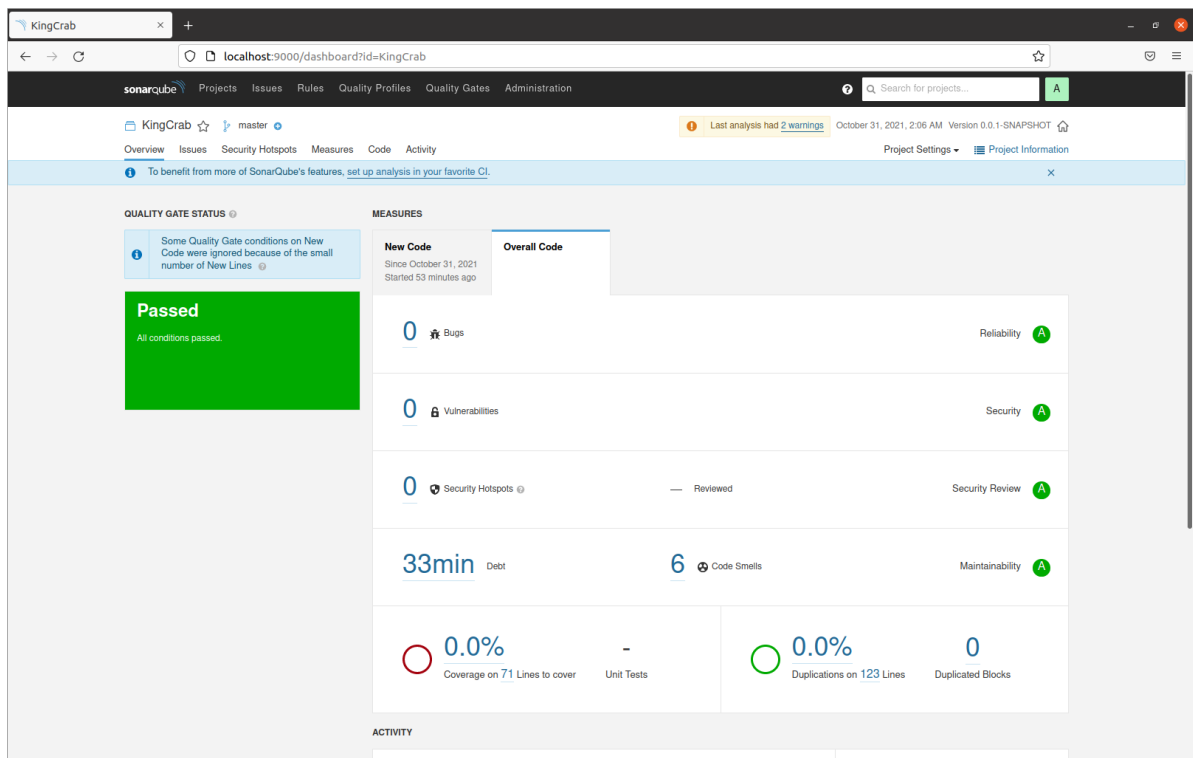 KingCrab
localhost:9000/dashboard?id=KingCrab
sonarqube Projects Issues Rules Quality Profiles Quality Gates Administration ? Search for projects... A
KingCrab master Last analysis had 2 warnings October 31, 2021, 2:06 AM Version 0.0.1-SNAPSHOT
Overview Issues Security Hotspots Measures Code Activity Project Settings Project Information
To benefit from more of SonarQube's features, set up analysis in your favorite CI.
QUALITY GATE STATUS
Some Quality Gate conditions on New
Code were ignored because of the small
number of New Lines
Passed
All conditions passed.
MEASURES
New Code
Since October 31, 2021
Started 53 minutes ago
Overall Code
0 Bugs Reliability A
0 Vulnerabilities Security A
0 Security Hotspots — Reviewed Security Review A
33min Debt 6 Code Smells Maintainability A
0.0%
Coverage on 71 Lines to cover
-
Unit Tests
0.0%
Duplications on 123 Lines
0
Duplicated Blocks
ACTIVITY